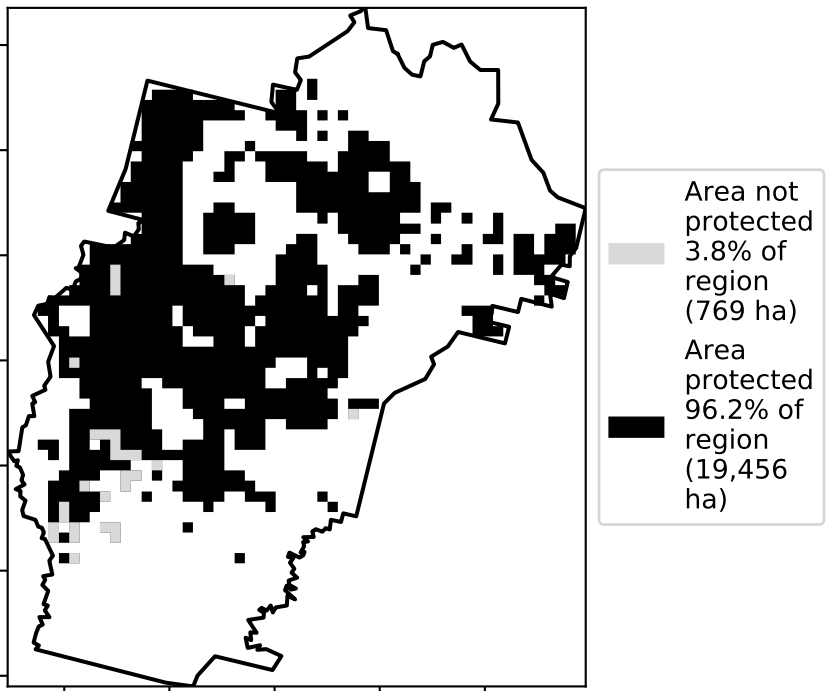 Area not
protected
3.8% of
region
(769 ha)
Area
protected
96.2% of
region
(19,456
ha)